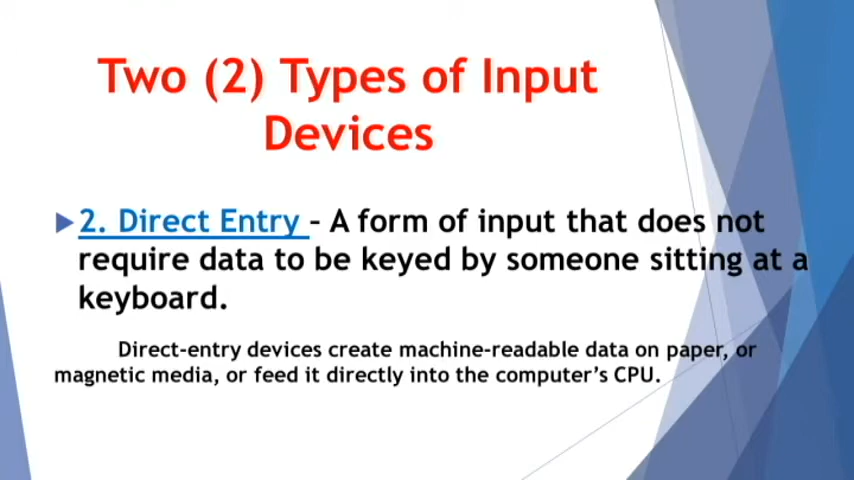 Two (2) Types of Input
Devices
2. Direct Entry – A form of input that does not
require data to be keyed by someone sitting at a
keyboard.
Direct-entry devices create machine-readable data on paper, or
magnetic media, or feed it directly into the computer's CPU.